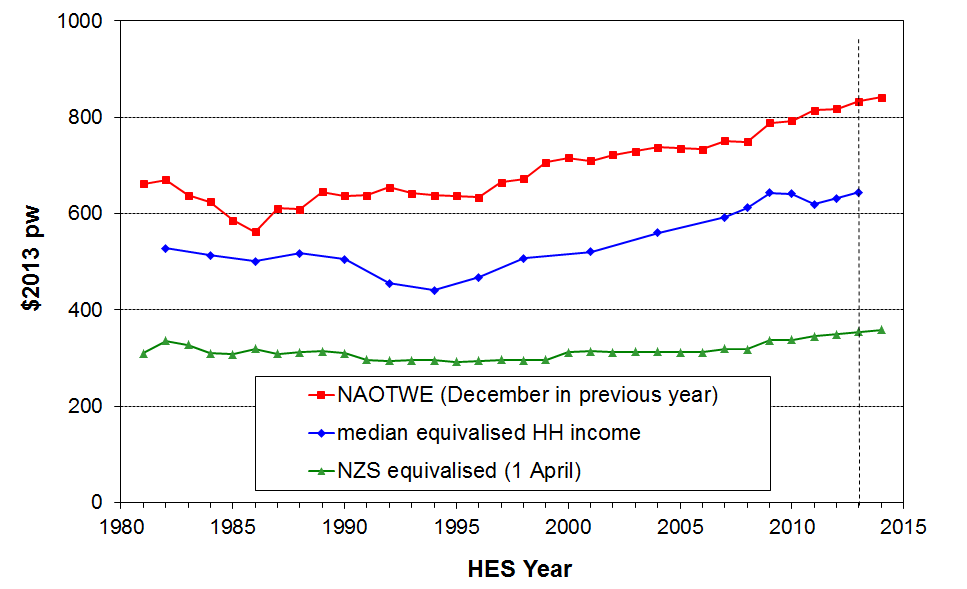 1000
800
600
400
200
0
$2013 pw
NAOTWE (December in previous year)
median equivalised HH income
NZS equivalised (1 April)
1980 1985 1990 1995 2000 2005 2010 2015
HES Year